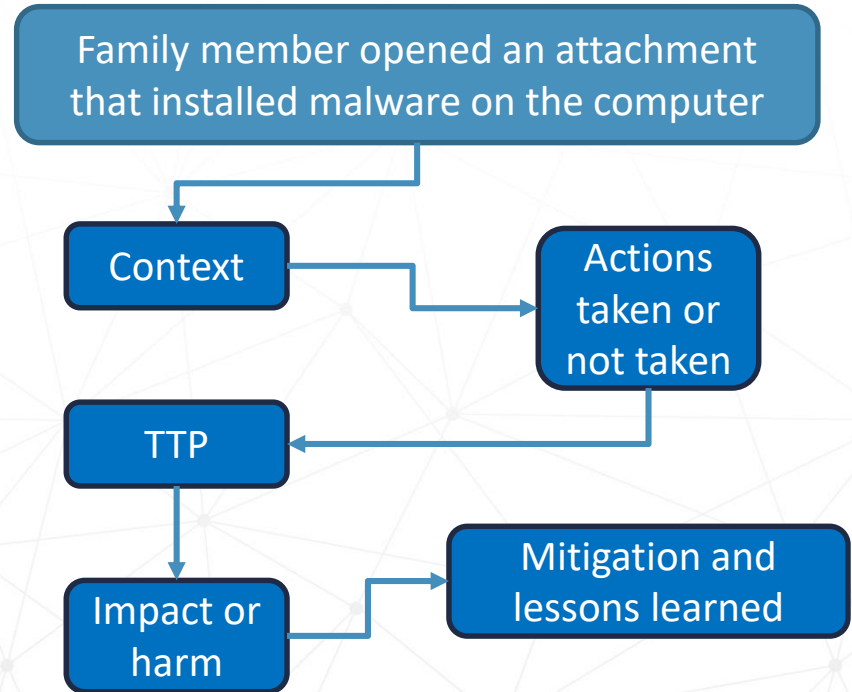 Family member opened an attachment
that installed malware on the computer
Context
Actions
taken or
not taken
TTP
Impact or
harm
Mitigation and
lessons learned